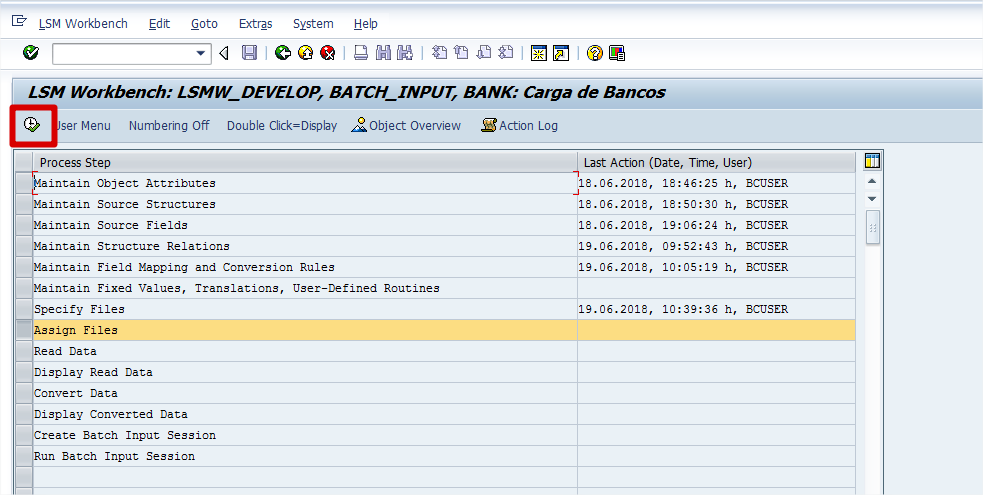 LSM Workbench Edit Goto Extras System Help
LSM Workbench: LSMW_DEVELOP, BATCH_INPUT, BANK: Carga de Bancos
User Menu Numbering Off Double Click=Display Object Overview Action Log
Process Step Last Action (Date, Time, User)
Maintain Object Attributes 18.06.2018, 18:46:25 h, BCUSER
Maintain Source Structures 18.06.2018, 18:50:30 h, BCUSER
Maintain Source Fields 18.06.2018, 19:06:24 h, BCUSER
Maintain Structure Relations 19.06.2018, 09:52:43 h, BCUSER
Maintain Field Mapping and Conversion Rules 19.06.2018, 10:05:19 h, BCUSER
Maintain Fixed Values, Translations, User-Defined Routines
Specify Files 19.06.2018, 10:39:36 h, BCUSER
Assign Files
Read Data
Display Read Data
Convert Data
Display Converted Data
Create Batch Input Session
Run Batch Input Session